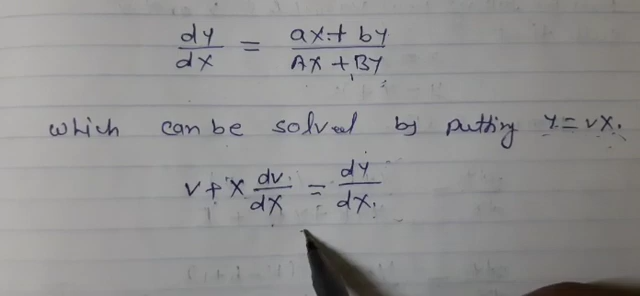 dy/dX = aX + bY / AX + BY
which can be solved by putting Y = vX.
v + X dv/dX = dY/dX.